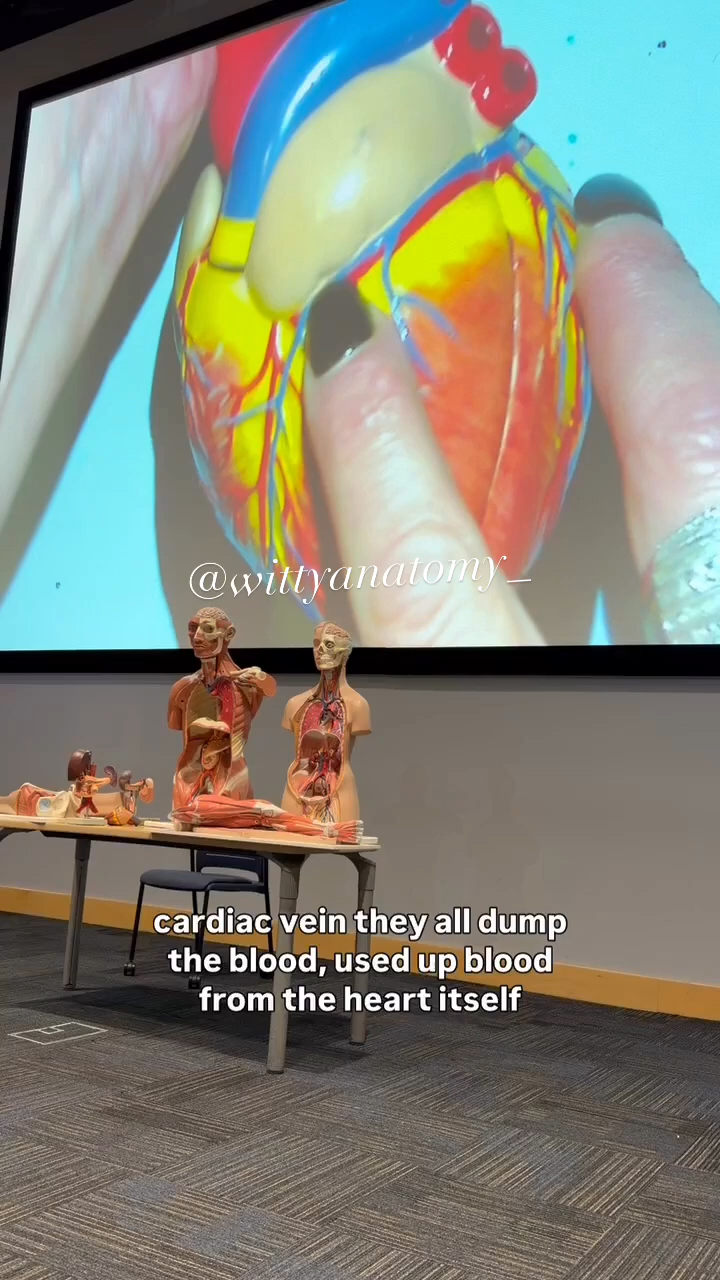 @wittyanatomy_
cardiac vein they all dump
the blood, used up blood
from the heart itself